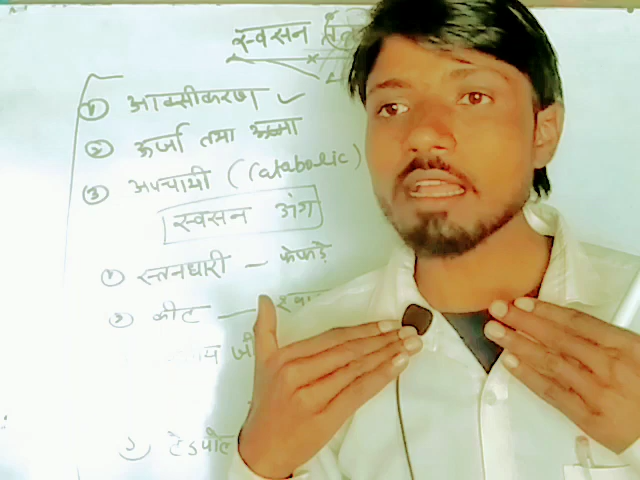 स्वसन
① आक्सीकरण ✓
② ऊर्जा तथा ऊष्मा
③ अपचायी (Catabolic)
स्वसन अंग
① स्तनधारी — फेफड़े
② कीट —
टेडपोल